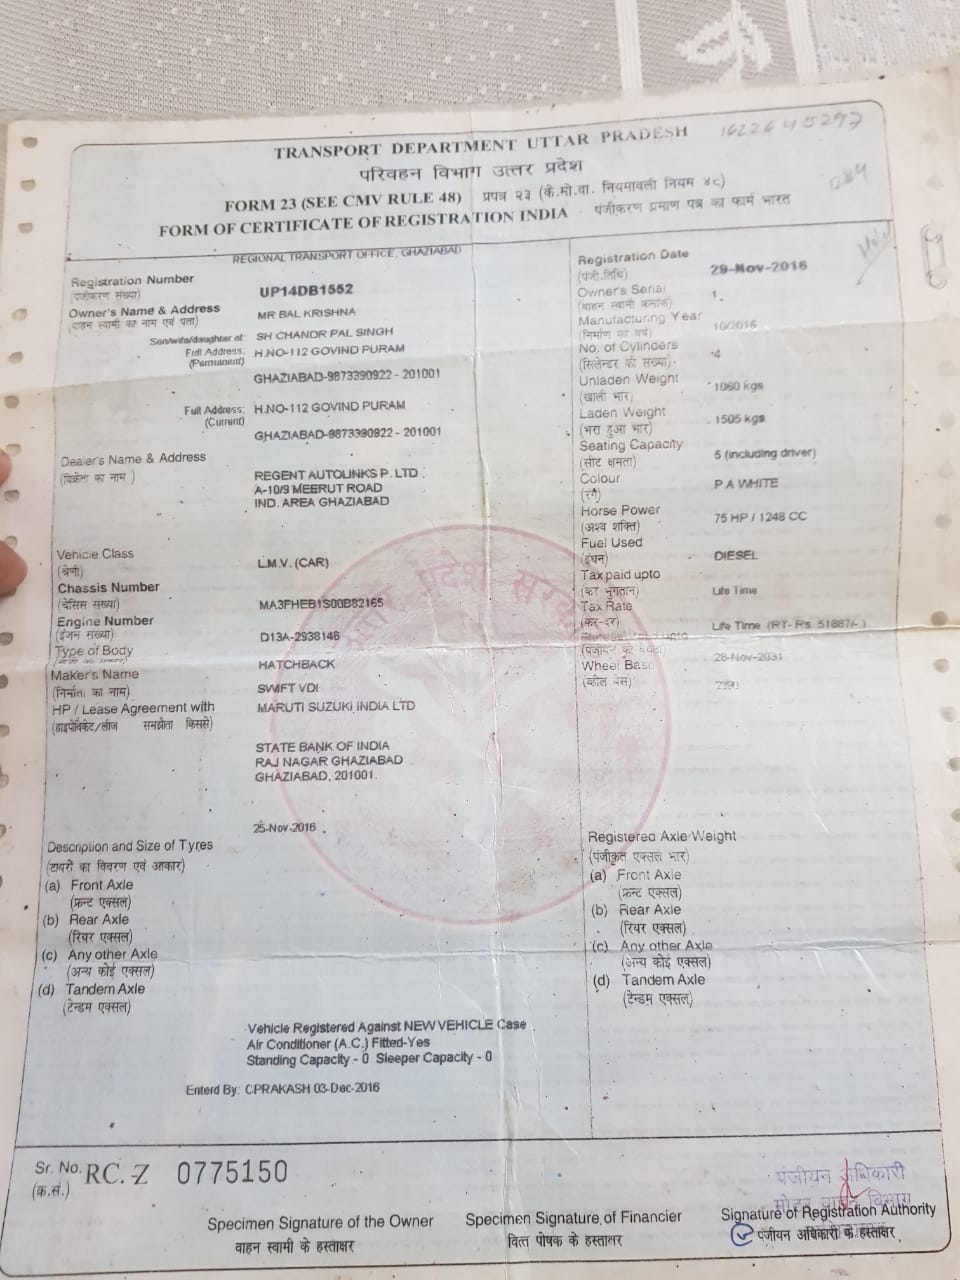 1622645297
TRANSPORT DEPARTMENT UTTAR PRADESH
परिवहन विभाग उत्तर प्रदेश
FORM 23 (SEE CMV RULE 48) प्रपत्र २३ (के.मो.वा. नियमावली नियम ४८)
FORM OF CERTIFICATE OF REGISTRATION INDIA पंजीकरण प्रमाण पत्र का फार्म भारत
REGIONAL TRANSPORT OFFICE, GHAZIABAD
Registration Number UP14DB1552
(पंजीकरण संख्या)
Owner's Name & Address MR BAL KRISHNA
(वाहन स्वामी का नाम एवं पता)
Son/wife/daughter of: SH CHANDR PAL SINGH
Full Address: H.NO-112 GOVIND PURAM
(Permanent)
GHAZIABAD-9873390922 - 201001
Full Address: H.NO-112 GOVIND PURAM
(Current)
GHAZIABAD-9873390922 - 201001
Dealer's Name & Address
(विक्रेता का नाम )
REGENT AUTOLINKS P. LTD
A-10/9 MEERUT ROAD
IND. AREA GHAZIABAD
Vehicle Class L.M.V. (CAR)
(श्रेणी)
Chassis Number MA3FHEB1S00B82165
(चेसिस संख्या)
Engine Number D13A-2938148
(इंजन संख्या)
Type of Body HATCHBACK
Maker's Name SWIFT VDI
(निर्माता का नाम)
HP / Lease Agreement with MARUTI SUZUKI INDIA LTD
(हाइपोथिकेट/लीज समझौता किससे)
STATE BANK OF INDIA
RAJ NAGAR GHAZIABAD
GHAZIABAD, 201001.
25-Nov-2016
Registration Date 29-Nov-2016
(पंजी.तिथि)
Owner's Serial 1.
(वाहन स्वामी क्रमांक)
Manufacturing Year 10/2016
(निर्माण का वर्ष)
No. of Cylinders 4
(सिलेन्डर की संख्या)
Unladen Weight 1060 kgs
(खाली भार)
Laden Weight 1505 kgs
(भरा हुआ भार)
Seating Capacity 5 (including driver)
(सीट क्षमता)
Colour P A WHITE
(रंग)
Horse Power 75 HP / 1248 CC
(अश्व शक्ति)
Fuel Used DIESEL
(इंधन)
Tax paid upto Life Time
(कर भुगतान)
Tax Rate Life Time (RT- Rs. 51887/- )
(कर-दर)
28-Nov-2031
Wheel Base
(व्हील बेस)
Description and Size of Tyres
(टायरों का विवरण एवं आकार)
(a) Front Axle
(फ्रन्ट एक्सल)
(b) Rear Axle
(रियर एक्सल)
(c) Any other Axle
(अन्य कोई एक्सल)
(d) Tandem Axle
(टेन्डम एक्सल)
Registered Axle Weight
(पंजीकृत एक्सल भार)
(a) Front Axle
(फ्रन्ट एक्सल)
(b) Rear Axle
(रियर एक्सल)
(c) Any other Axle
(अन्य कोई एक्सल)
(d) Tandem Axle
(टेन्डम एक्सल)
Vehicle Registered Against NEW VEHICLE Case
Air Conditioner (A.C.) Fitted-Yes
Standing Capacity - 0 Sleeper Capacity - 0
Enterd By: CPRAKASH 03-Dec-2016
Sr. No. RC. Z 0775150
(क्र.सं.)
पंजीयन अधिकारी
मोटर वाहन विभाग
Specimen Signature of the Owner Specimen Signature of Financier Signature of Registration Authority
वाहन स्वामी के हस्ताक्षर वित्त पोषक के हस्ताक्षर पंजीयन अधिकारी के हस्ताक्षर